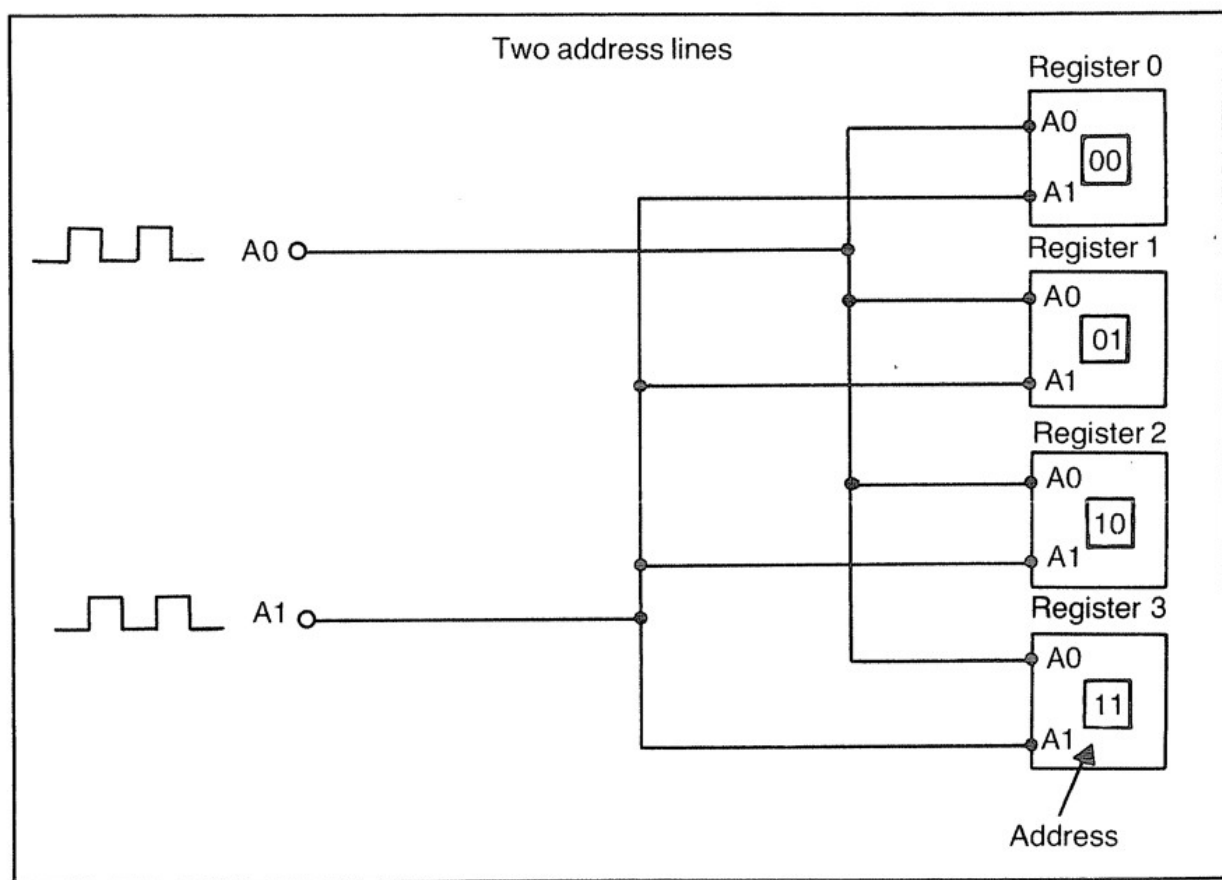 Two address lines
Register 0
A0
00
A1
A0
Register 1
A0
01
A1
Register 2
A0
10
A1
A1
Register 3
A0
11
A1
Address